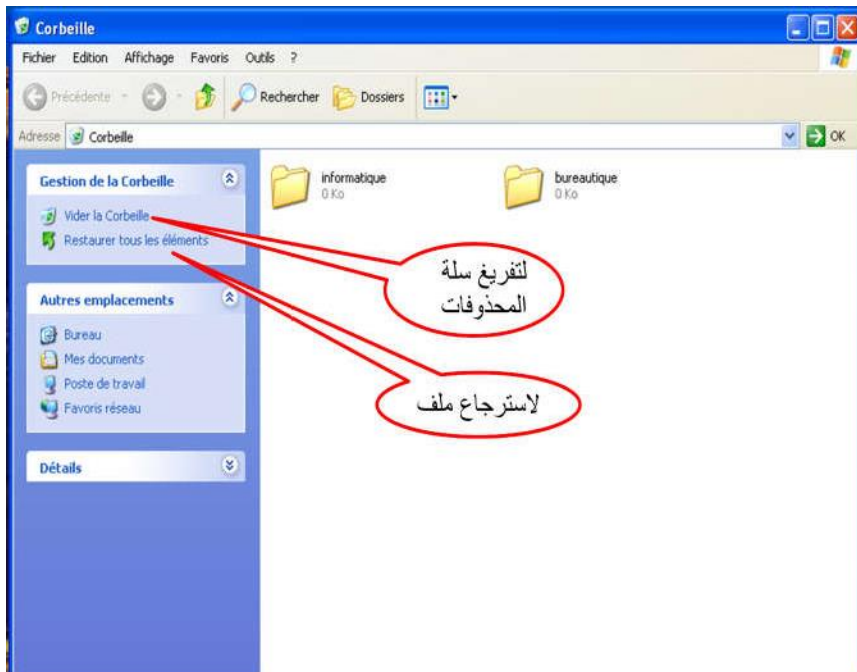 Corbeille
Fichier Edition Affichage Favoris Outils ?
Précédente Rechercher Dossiers
Adresse Corbeille OK
Gestion de la Corbeille
Vider la Corbeille
Restaurer tous les éléments
Autres emplacements
Bureau
Mes documents
Poste de travail
Favoris réseau
Détails
informatique
0 Ko
bureautique
0 Ko
لتفريغ سلة
المحذوفات
لاسترجاع ملف